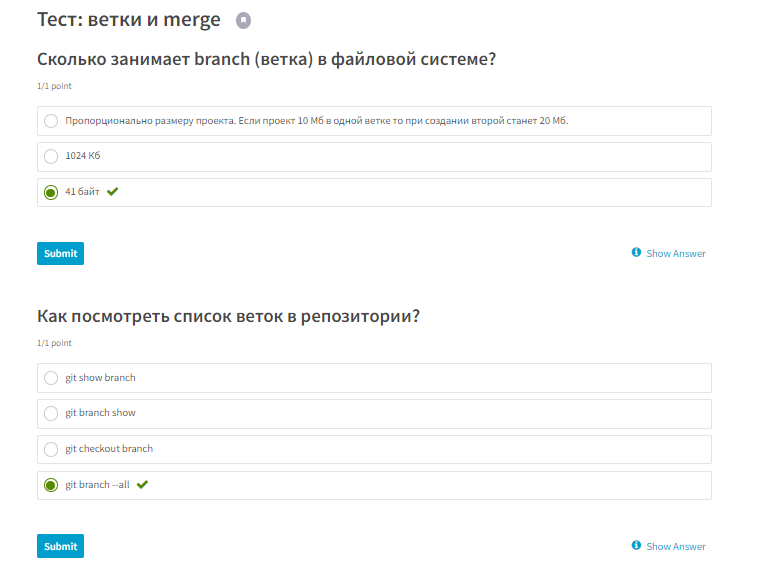 Тест: ветки и merge
Сколько занимает branch (ветка) в файловой системе?
1/1 point
Пропорционально размеру проекта. Если проект 10 Мб в одной ветке то при создании второй станет 20 Мб.
1024 Кб
41 байт
Submit
Show Answer
Как посмотреть список веток в репозитории?
1/1 point
git show branch
git branch show
git checkout branch
git branch --all
Submit
Show Answer